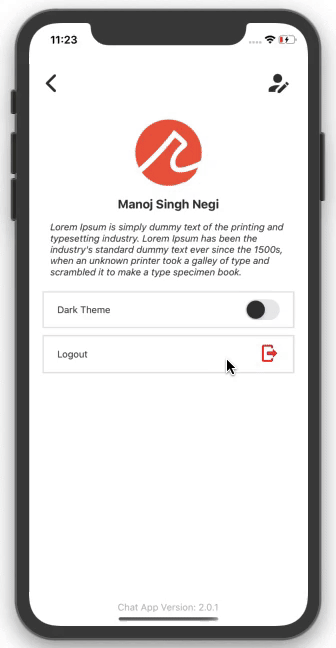 11:23
Manoj Singh Negi
Lorem Ipsum is simply dummy text of the printing and
typesetting industry. Lorem Ipsum has been the
industry's standard dummy text ever since the 1500s,
when an unknown printer took a galley of type and
scrambled it to make a type specimen book.
Dark Theme
Logout
Chat App Version: 2.0.1